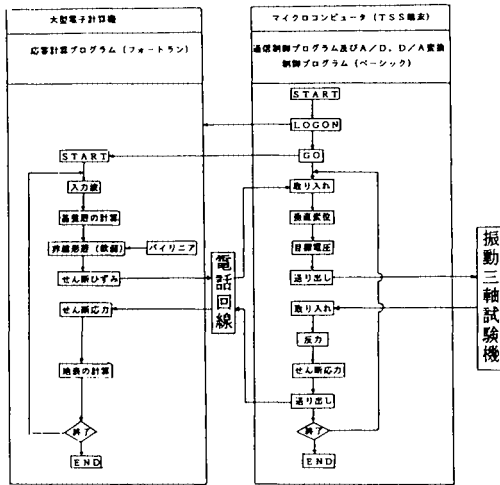 大型電子計算機
応答計算プログラム（フォートラン）
START
入力波
基盤層の計算
非線形層（軟弱）
バイリニア
せん断ひずみ
せん断応力
地表の計算
終了
END
電話回線
マイクロコンピュータ（TSS端末）
通信制御プログラム及びA／D、D／A変換
制御プログラム（ベーシック）
START
LOGON
GO
取り入れ
垂直変位
目標電圧
送り出し
取り入れ
反力
せん断応力
送り出し
終了
END
振動三軸試験機